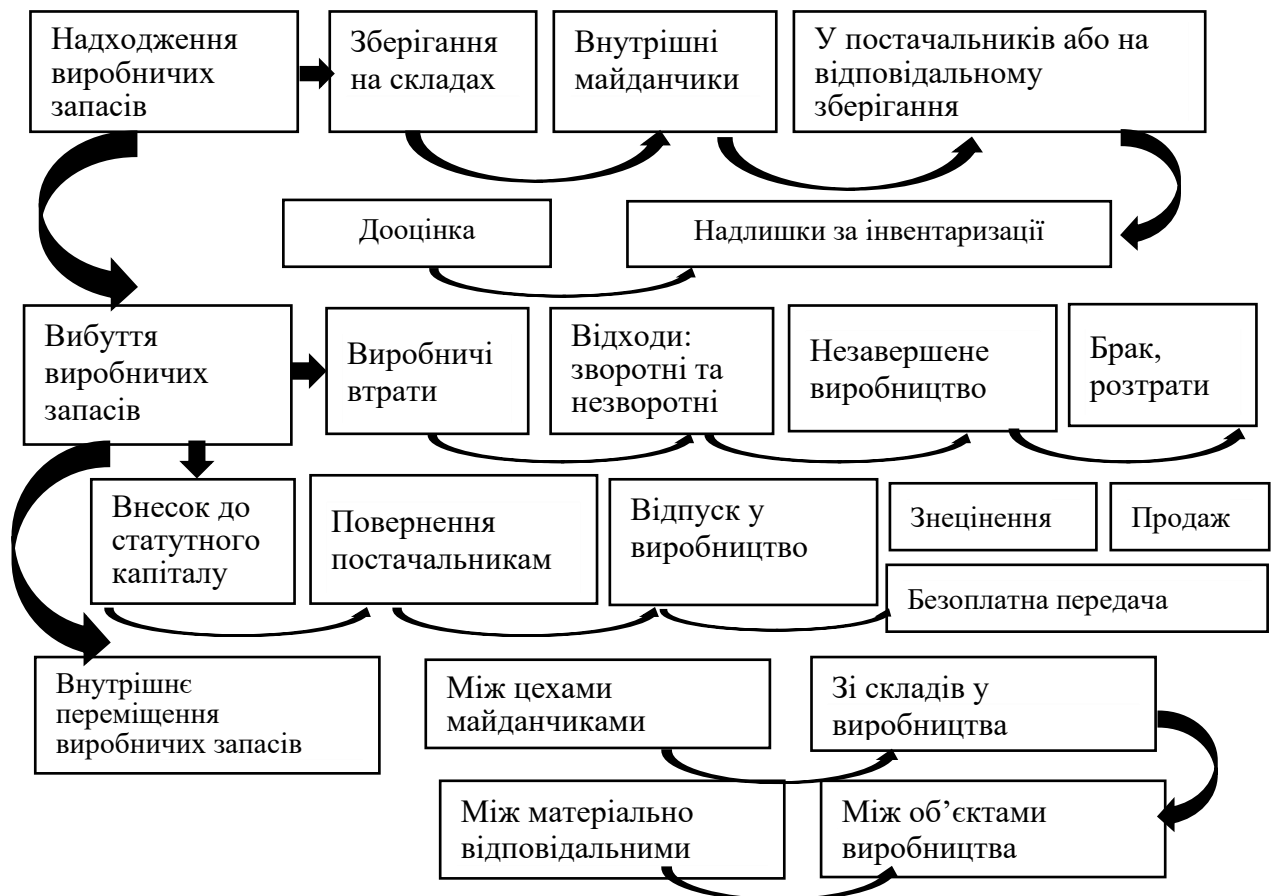 Надходження
виробничих
запасів
Зберігання
на складах
Внутрішні
майданчики
У постачальників або на
відповідальному
зберігання
Дооцінка
Надлишки за інвентаризації
Вибуття
виробничих
запасів
Виробничі
втрати
Відходи:
зворотні та
незворотні
Незавершене
виробництво
Брак,
розтрати
Внесок до
статутного
капіталу
Повернення
постачальникам
Відпуск у
виробництво
Знецінення
Продаж
Безоплатна передача
Внутрішнє
переміщення
виробничих запасів
Між цехами
майданчиками
Зі складів у
виробництва
Між матеріально
відповідальними
Між об’єктами
виробництва